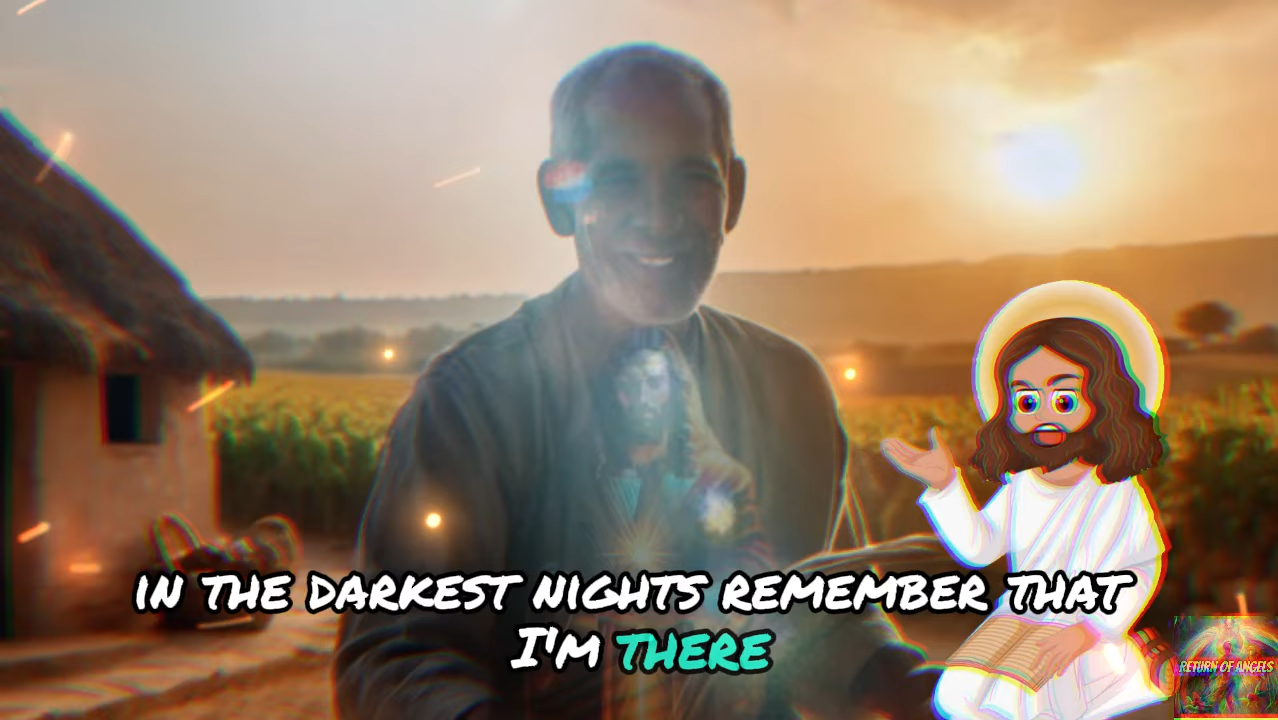 IN THE DARKEST NIGHTS REMEMBER THAT
I'M THERE
RETURN OF ANGELS